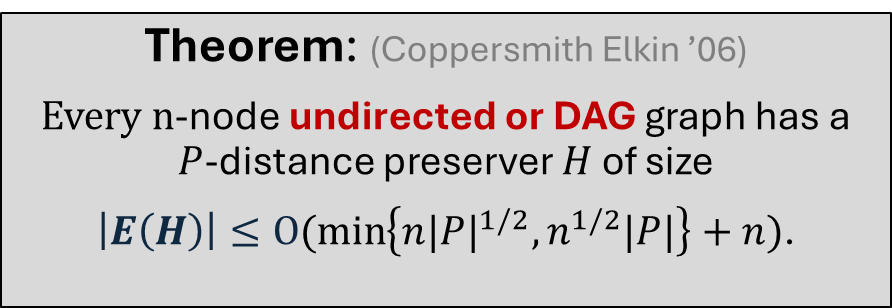 Theorem: (Coppersmith Elkin ’06)
Every n-node undirected or DAG graph has a
P-distance preserver H of size
|E(H)| ≤ O(min{n|P|^{1/2}, n^{1/2}|P|} + n).